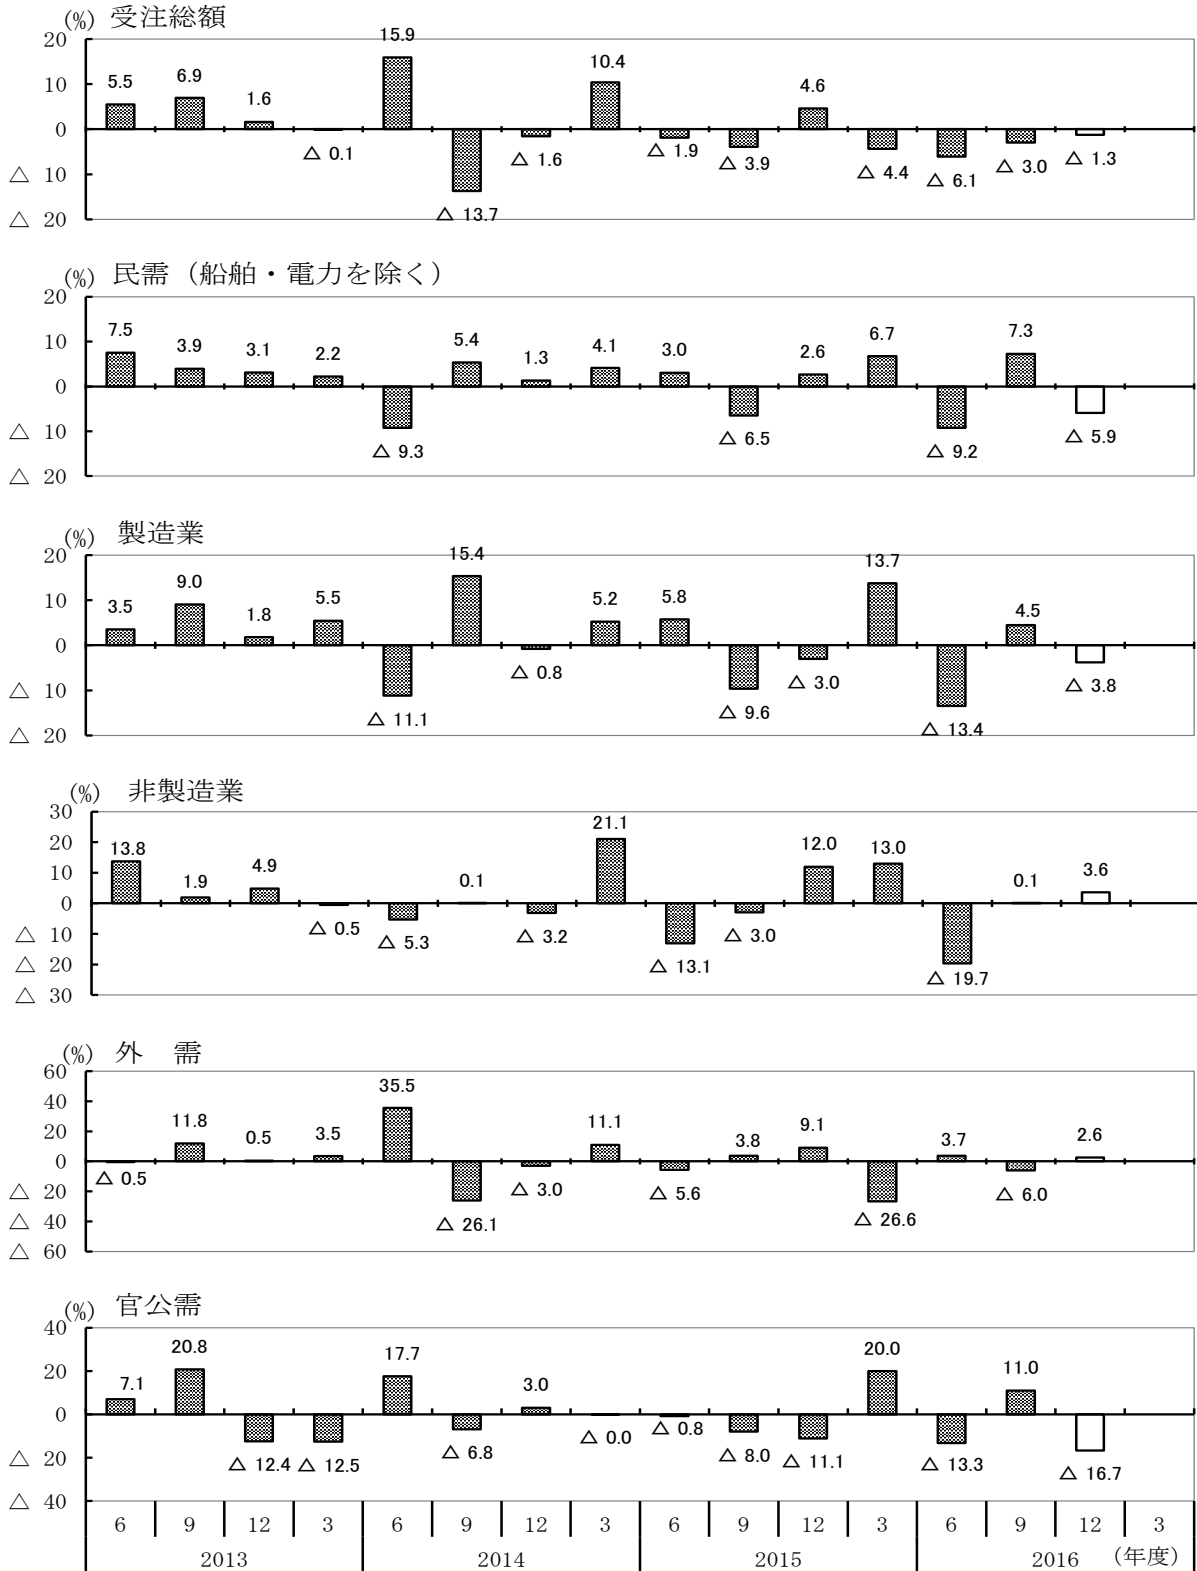 (%) 受注総額
20
10
0
△ 10
△ 20
5.5 6.9 1.6 △ 0.1 15.9 △ 13.7 △ 1.6 10.4 △ 1.9 △ 3.9 4.6 △ 4.4 △ 6.1 △ 3.0 △ 1.3
(%) 民需（船舶・電力を除く）
20
10
0
△ 10
△ 20
7.5 3.9 3.1 2.2 △ 9.3 5.4 1.3 4.1 3.0 △ 6.5 2.6 6.7 △ 9.2 7.3 △ 5.9
(%) 製造業
20
10
0
△ 10
△ 20
3.5 9.0 1.8 5.5 △ 11.1 15.4 △ 0.8 5.2 5.8 △ 9.6 △ 3.0 13.7 △ 13.4 4.5 △ 3.8
(%) 非製造業
30
20
10
0
△ 10
△ 20
△ 30
13.8 1.9 4.9 △ 0.5 △ 5.3 0.1 △ 3.2 21.1 △ 13.1 △ 3.0 12.0 13.0 △ 19.7 0.1 3.6
(%) 外　需
60
40
20
0
△ 20
△ 40
△ 60
△ 0.5 11.8 0.5 3.5 35.5 △ 26.1 △ 3.0 11.1 △ 5.6 3.8 9.1 △ 26.6 3.7 △ 6.0 2.6
(%) 官公需
40
20
0
△ 20
△ 40
7.1 20.8 △ 12.4 △ 12.5 17.7 △ 6.8 3.0 △ 0.0 △ 0.8 △ 8.0 △ 11.1 20.0 △ 13.3 11.0 △ 16.7
6 9 12 3 6 9 12 3 6 9 12 3 6 9 12 3
2013 2014 2015 2016 （年度）